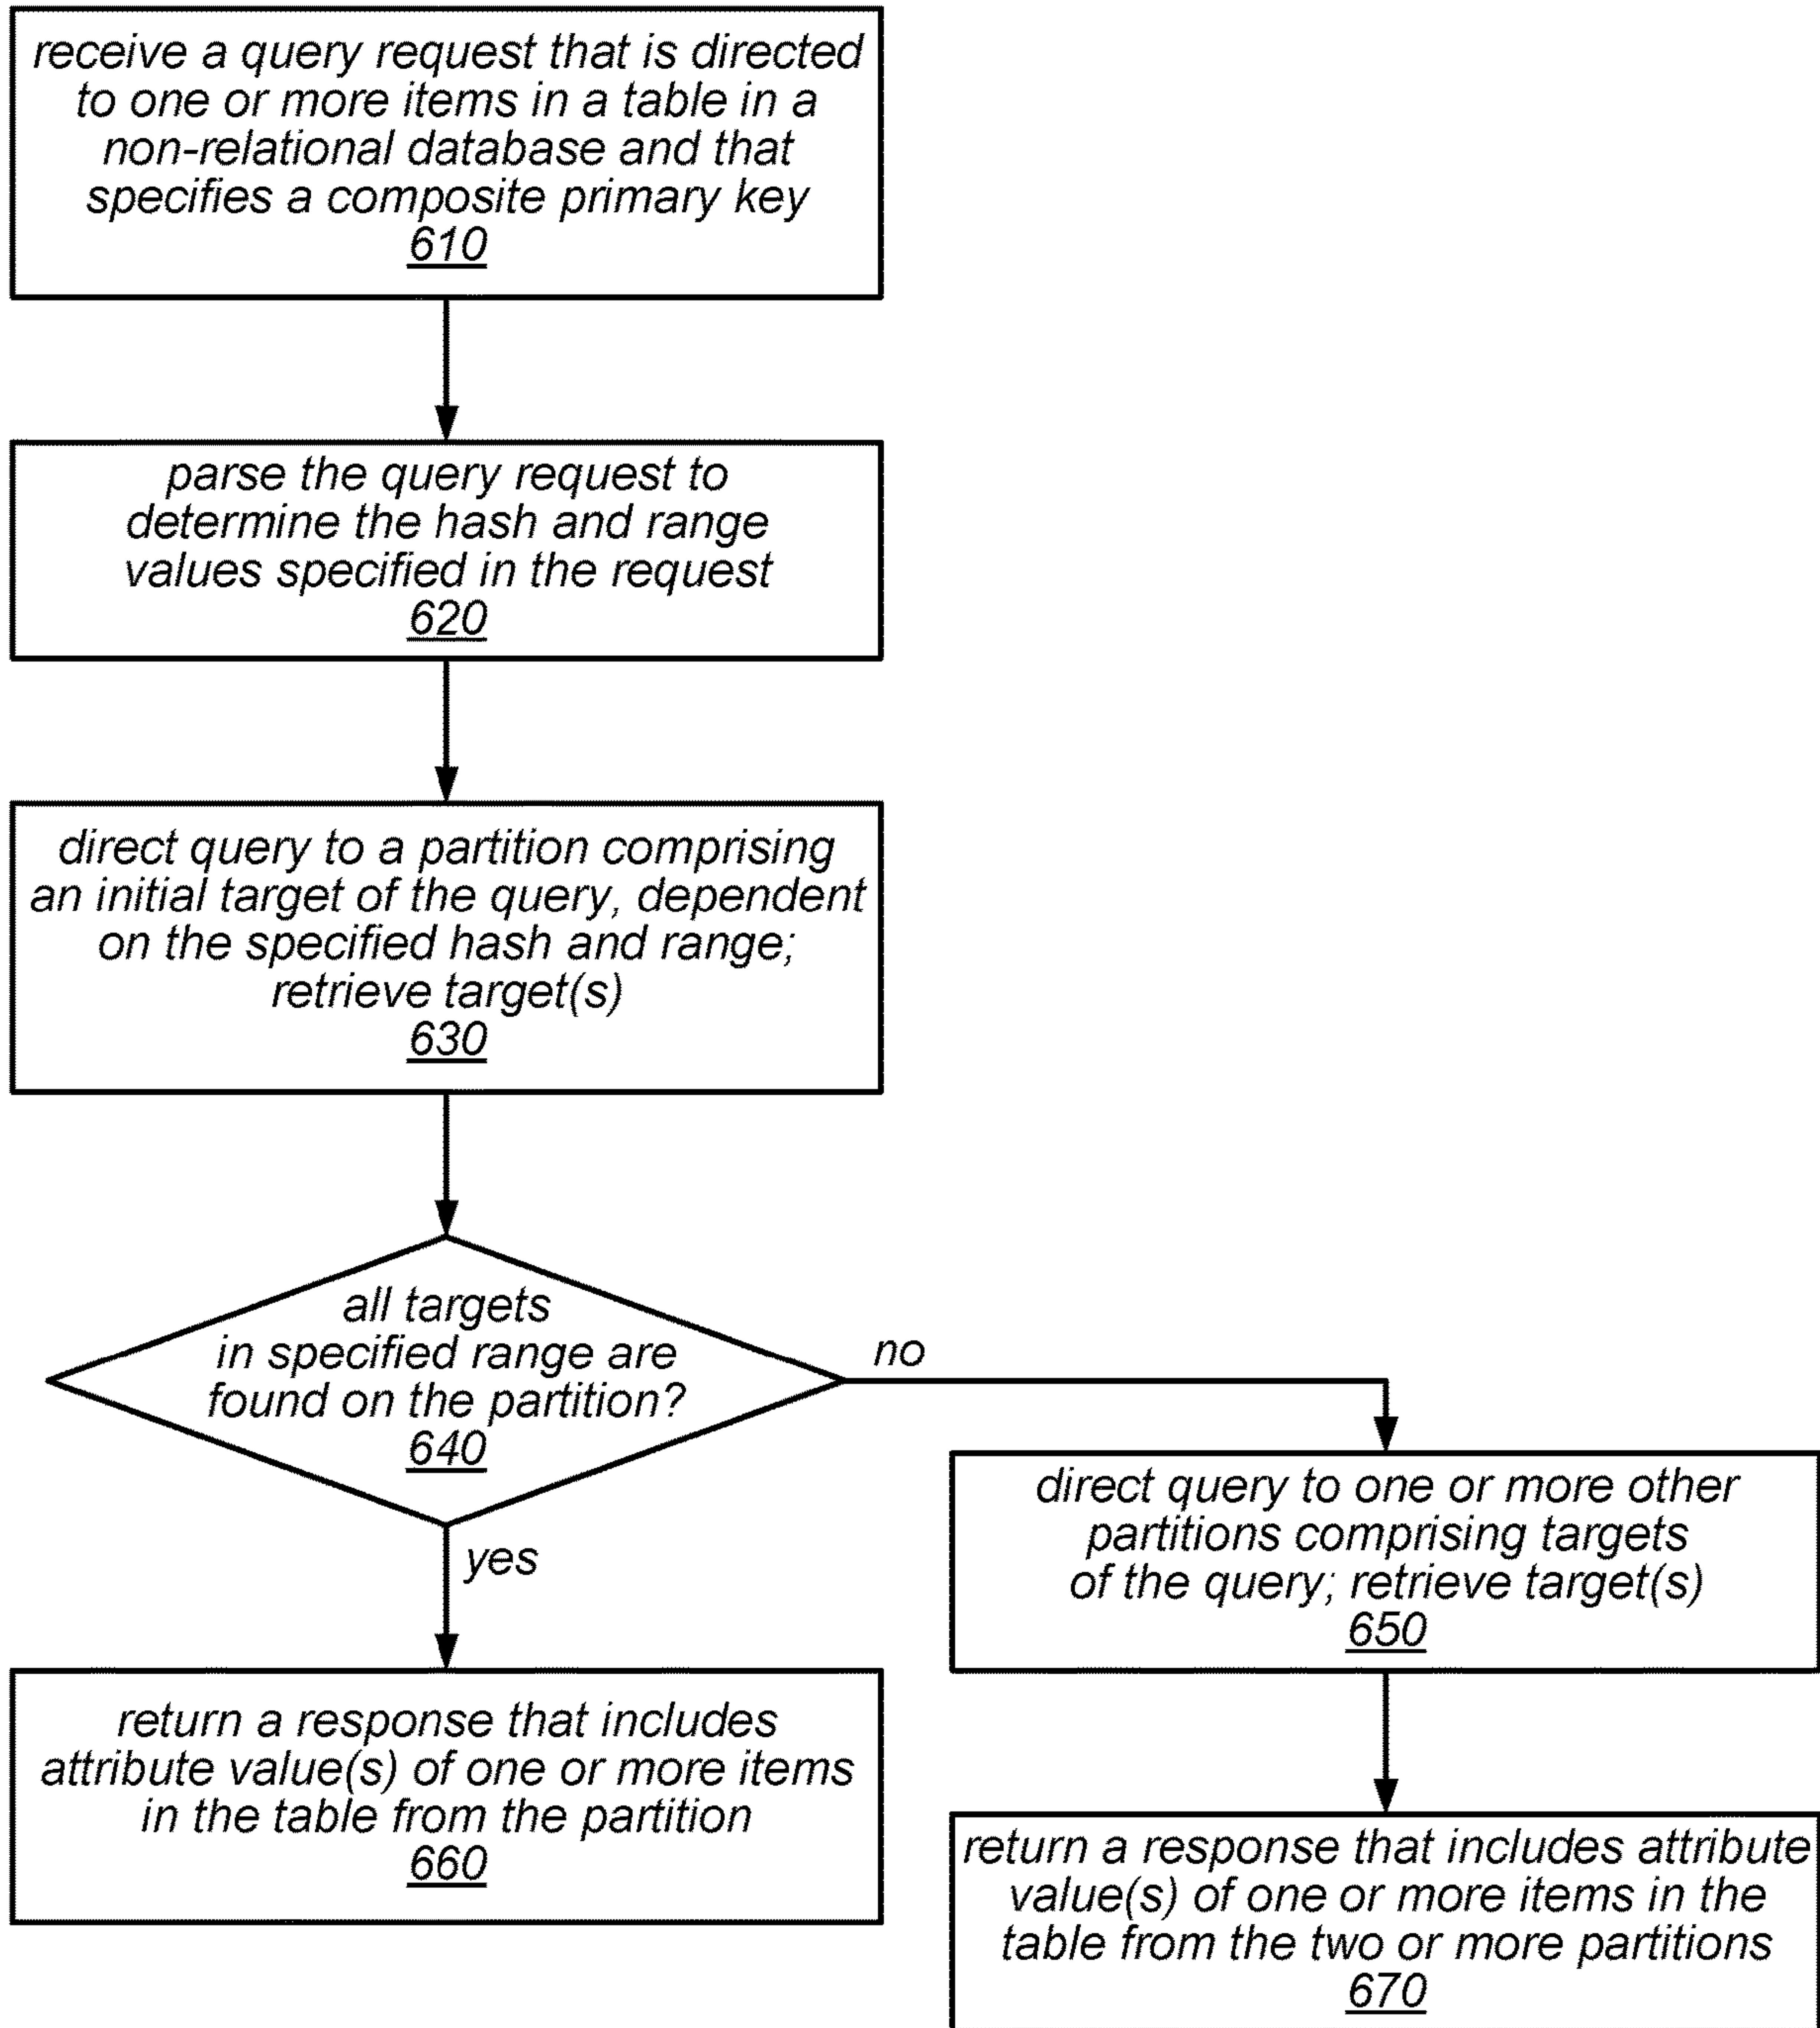 receive a query request that is directed
to one or more items in a table in a
non-relational database and that
specifies a composite primary key
610
parse the query request to
determine the hash and range
values specified in the request
620
direct query to a partition comprising
an initial target of the query, dependent
on the specified hash and range;
retrieve target(s)
630
all targets
in specified range are
found on the partition?
640
no
yes
direct query to one or more other
partitions comprising targets
of the query; retrieve target(s)
650
return a response that includes
attribute value(s) of one or more items
in the table from the partition
660
return a response that includes attribute
value(s) of one or more items in the
table from the two or more partitions
670